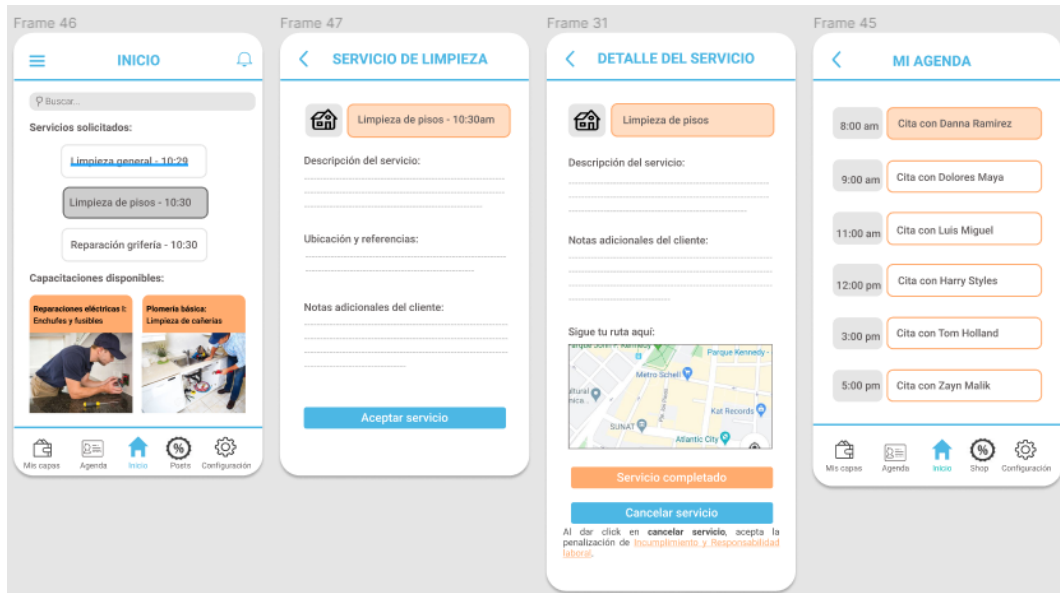 Frame 46
INICIO
Buscar...
Servicios solicitados:
Limpieza general - 10:29
Limpieza de pisos - 10:30
Reparación grifería - 10:30
Capacitaciones disponibles:
Reparaciones eléctricas I:
Enchufes y fusibles
Plomería básica:
Limpieza de cañerías
Mis capas
Agenda
Inicio
%
Posts
Configuración
Frame 47
SERVICIO DE LIMPIEZA
Limpieza de pisos - 10:30am
Descripción del servicio:
Ubicación y referencias:
Notas adicionales del cliente:
Aceptar servicio
Frame 31
DETALLE DEL SERVICIO
Limpieza de pisos
Descripción del servicio:
Notas adicionales del cliente:
Sigue tu ruta aquí:
Parque John F. Kennedy
Parque Kennedy -
Metro Schell
ltural
nica...
Kat Records
SUNAT
Atlantic City
Servicio completado
Cancelar servicio
Al dar click en cancelar servicio, acepta la
penalización de Incumplimiento y Responsabilidad
laboral.
Frame 45
MI AGENDA
8:00 am
Cita con Danna Ramírez
9:00 am
Cita con Dolores Maya
11:00 am
Cita con Luis Miguel
12:00 pm
Cita con Harry Styles
3:00 pm
Cita con Tom Holland
5:00 pm
Cita con Zayn Malik
Mis capas
Agenda
Inicio
%
Shop
Configuración